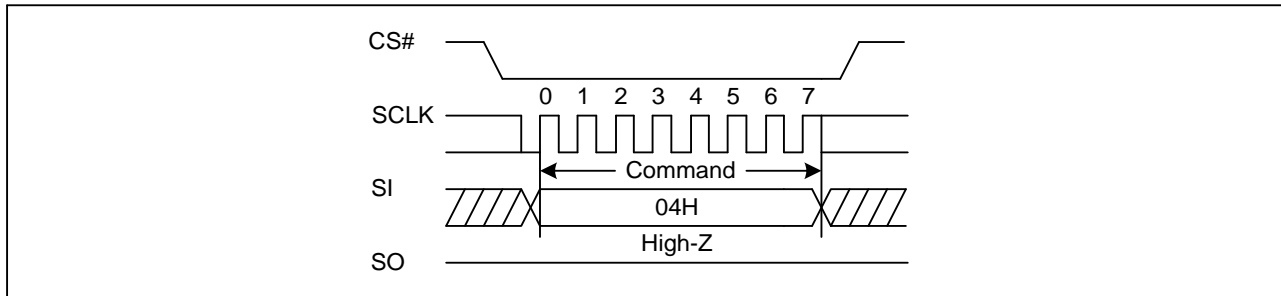 CS#
0 1 2 3 4 5 6 7
SCLK
Command
SI
04H
High-Z
SO